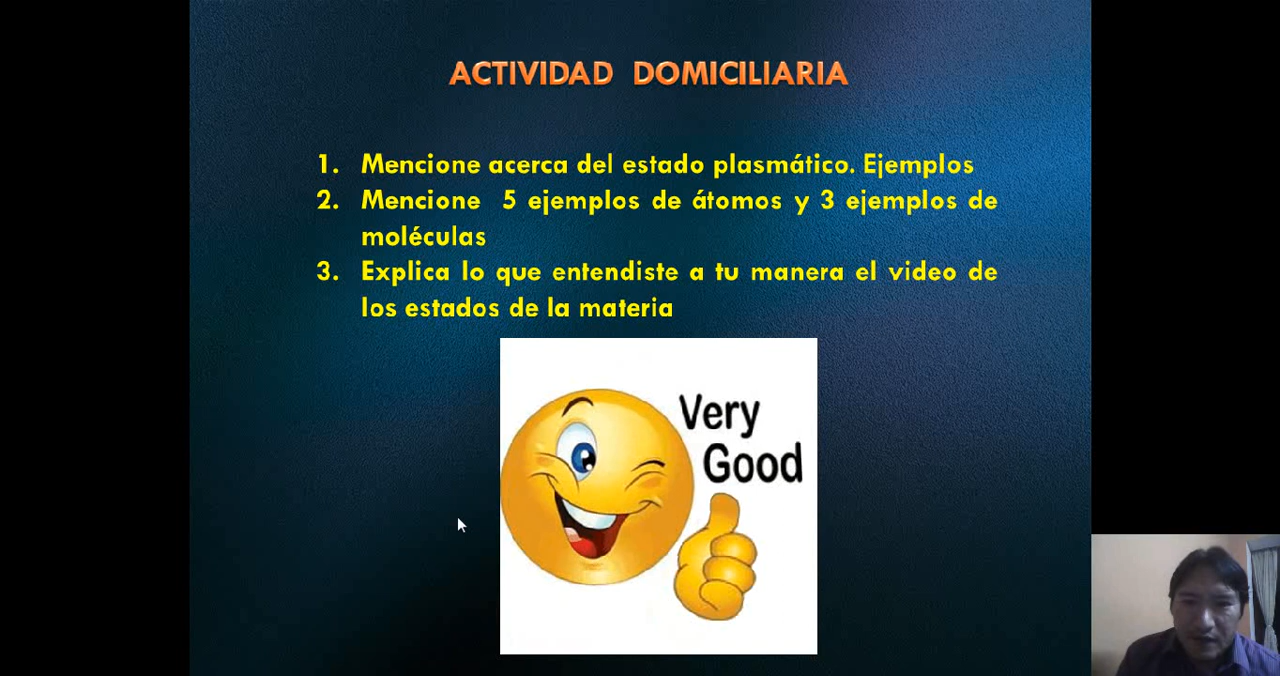 ACTIVIDAD DOMICILIARIA
1. Mencione acerca del estado plasmático. Ejemplos
2. Mencione 5 ejemplos de átomos y 3 ejemplos de
moléculas
3. Explica lo que entendiste a tu manera el video de
los estados de la materia
Very
Good